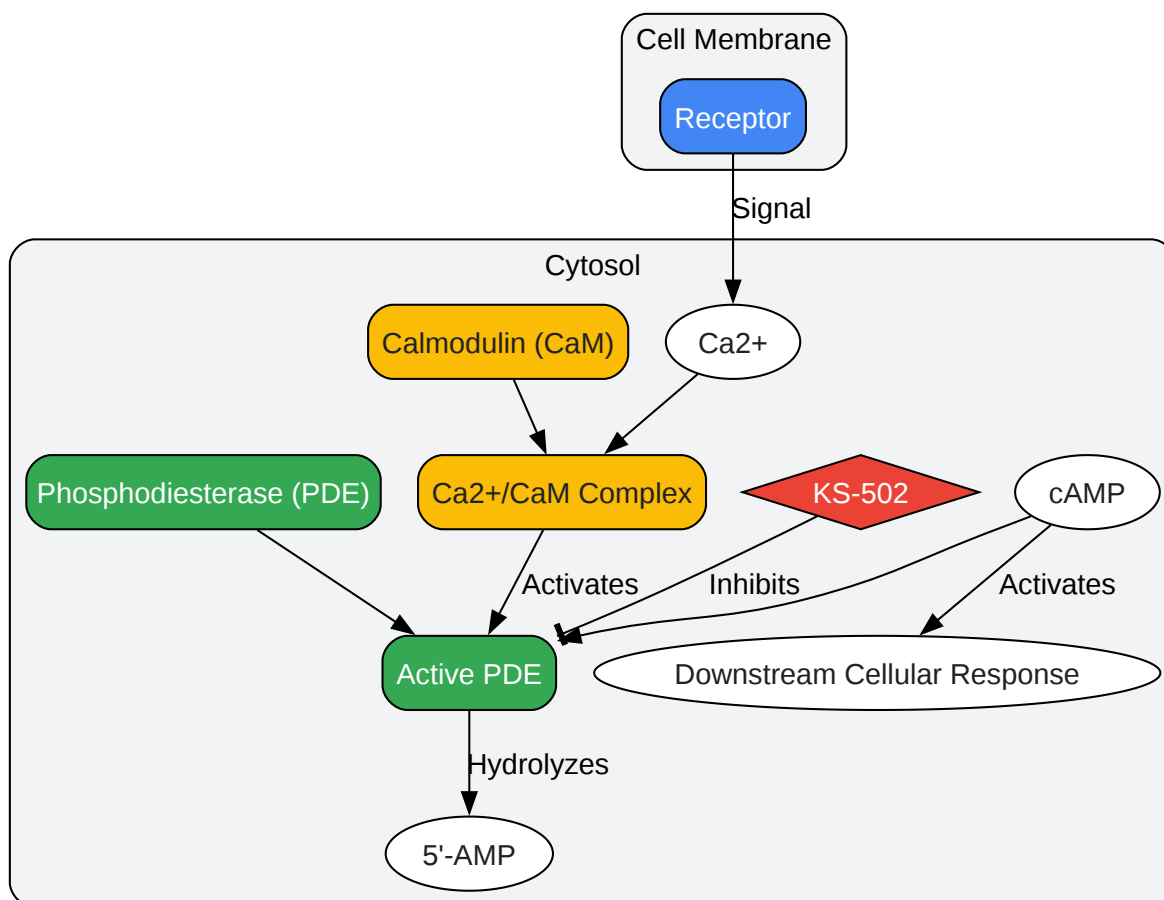 Cell Membrane
Receptor
Signal
Cytosol
Calmodulin (CaM)
Ca2+
Phosphodiesterase (PDE)
Ca2+/CaM Complex
KS-502
cAMP
Activates
Inhibits
Activates
Active PDE
Downstream Cellular Response
Hydrolyzes
5'-AMP